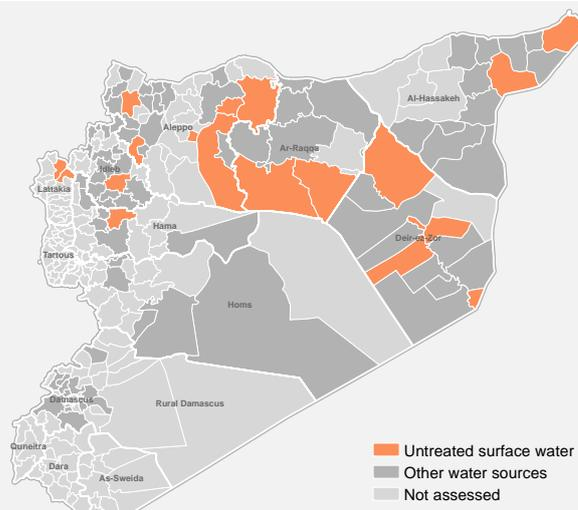 Al-Hassakeh
Aleppo
Ar-Raqqa
Idleb
Lattakia
Hama
Deir-ez-Zor
Tartous
Homs
Damascus
Rural Damascus
Quneitra
Dara
As-Sweida
Untreated surface water
Other water sources
Not assessed